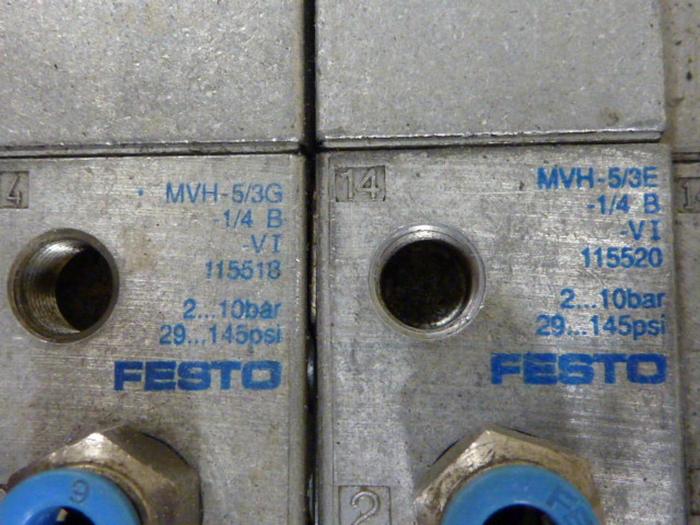 4
MVH-5/3G
-1/4 B
-VI
115518
2...10bar
29...145psi
FESTO
9
14
MVH-5/3E
-1/4 B
-VI
115520
2...10bar
29...145psi
FESTO
2